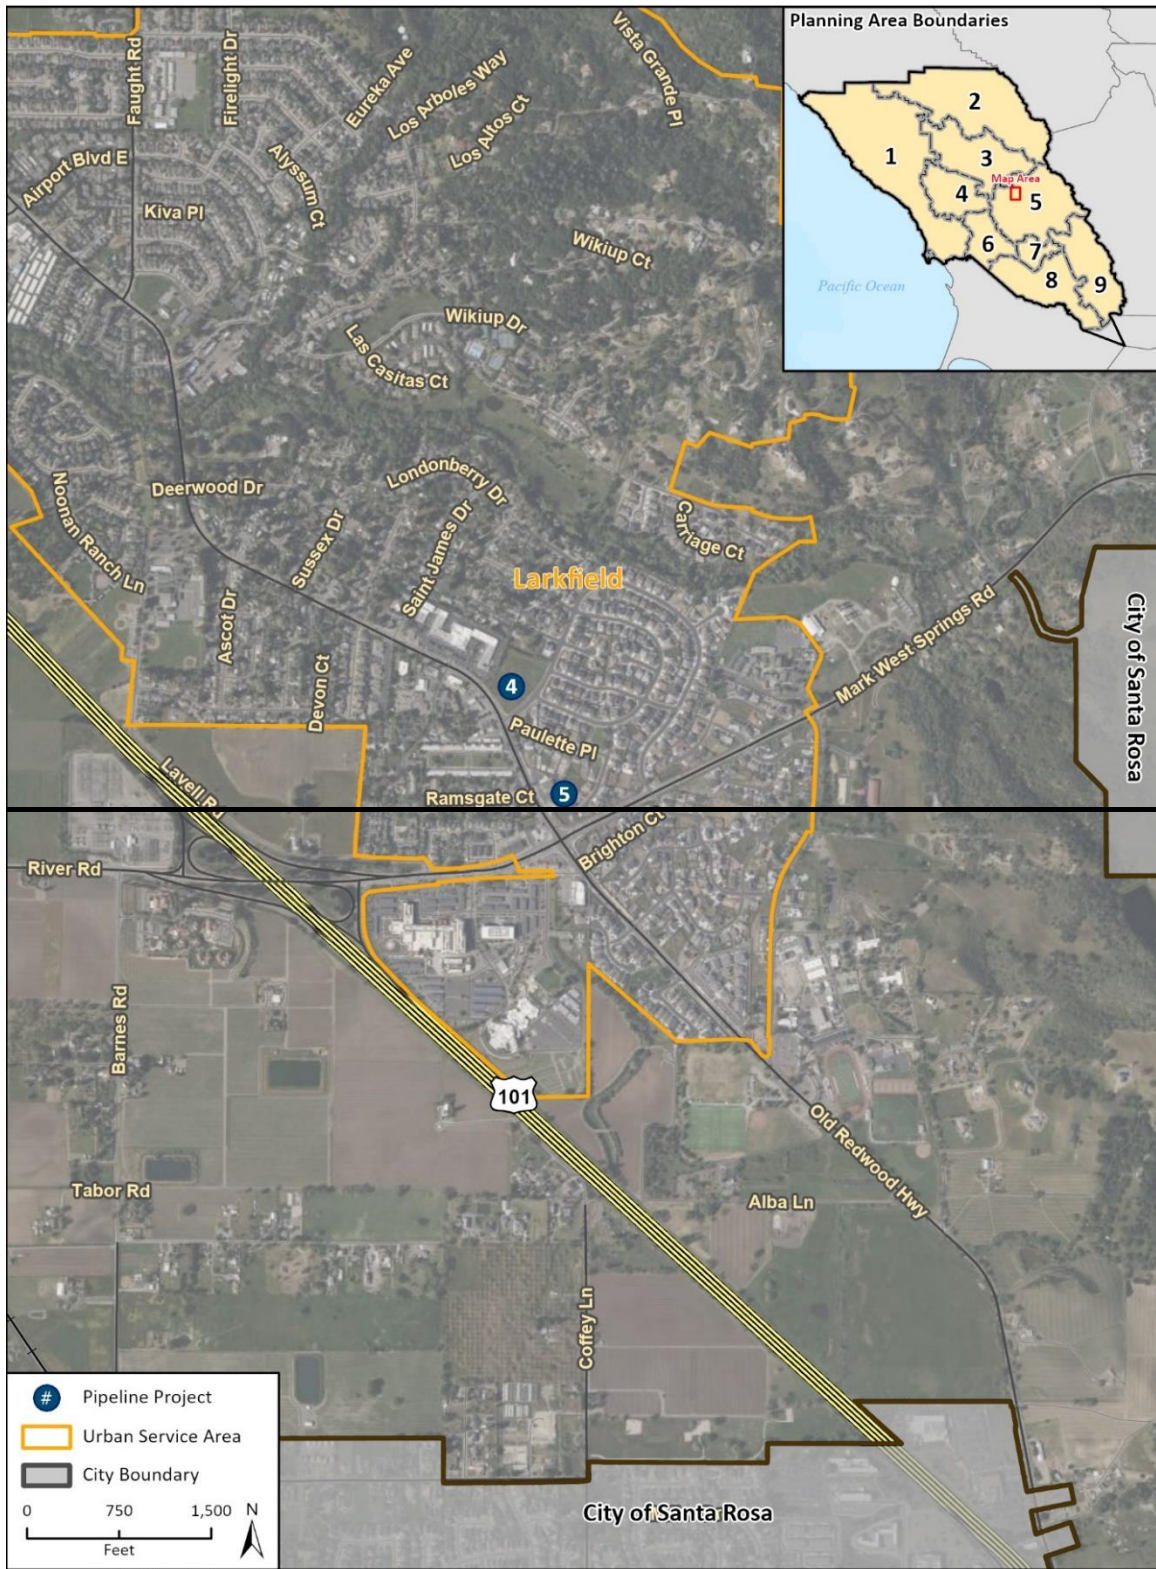 Planning Area Boundaries
2
1
3
Map Area
4
5
6
7
8
9
Pacific Ocean
Faught Rd
Firelight Dr
Eureka Ave
Los Arboles Way
Los Altos Ct
Vista Grande Pl
Airport Blvd E
Alyssum Ct
Kiva Pl
Wikiup Ct
Wikiup Dr
Las Casitas Ct
Deerwood Dr
Londonberry Dr
Noonan Ranch Ln
Sussex Dr
Saint James Dr
Carriage Ct
Larkfield
Ascot Dr
Devon Ct
Mark West Springs Rd
City of Santa Rosa
4
Paulette Pl
5
Ramsgate Ct
Lavell Rd
Brighton Ct
River Rd
Barnes Rd
101
Old Redwood Hwy
Tabor Rd
Alba Ln
Coffey Ln
# Pipeline Project
Urban Service Area
City Boundary
0 750 1,500 N
Feet
City of Santa Rosa